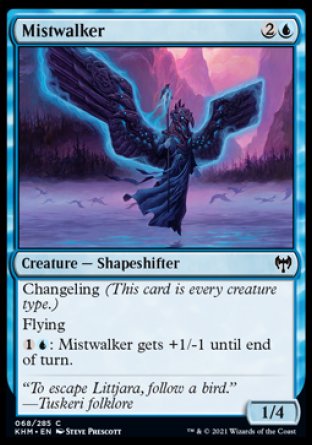 Mistwalker 2
Creature — Shapeshifter
Changeling (This card is every creature
type.)
Flying
1 : Mistwalker gets +1/-1 until end
of turn.
“To escape Littjara, follow a bird.”
—Tuskeri folklore
1/4
068/285 C
KHM • EN STEVE PRESCOTT
™ & © 2021 Wizards of the Coast